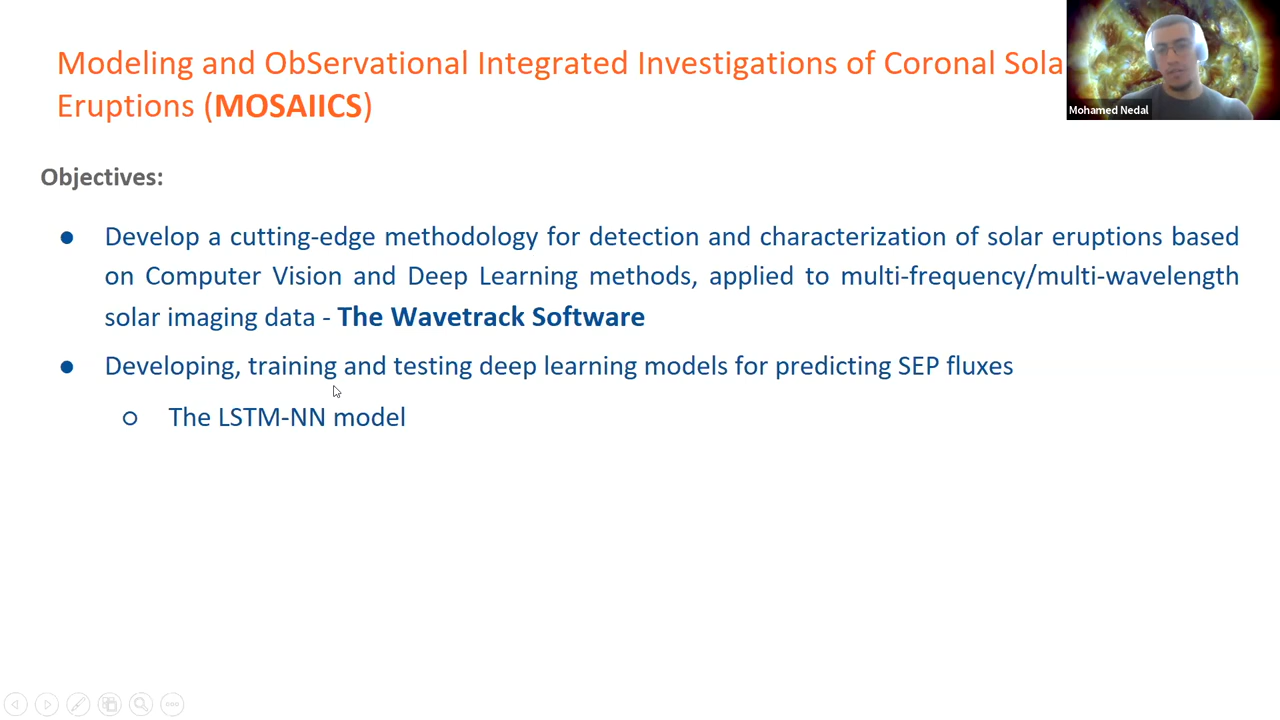 Modeling and ObServational Integrated Investigations of Coronal Sola
Eruptions (MOSAIICS)
Mohamed Nedal
Objectives:
● Develop a cutting-edge methodology for detection and characterization of solar eruptions based
on Computer Vision and Deep Learning methods, applied to multi-frequency/multi-wavelength
solar imaging data - The Wavetrack Software
● Developing, training and testing deep learning models for predicting SEP fluxes
○ The LSTM-NN model